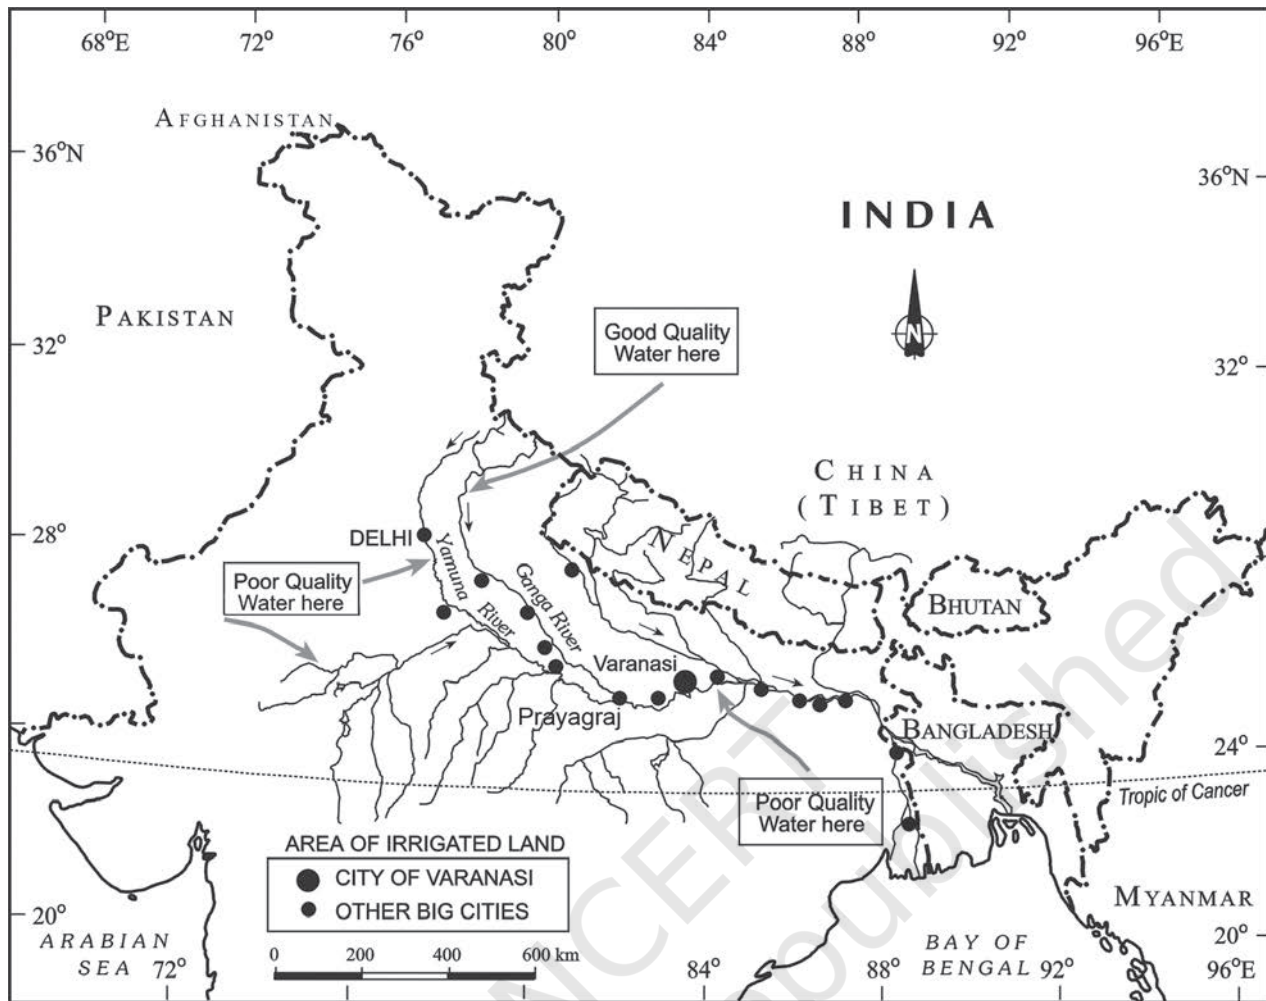 68°E 72° 76° 80° 84° 88° 92° 96°E
AFGHANISTAN
36°N
36°N
INDIA
PAKISTAN
N
Good Quality
Water here
32°
32°
CHINA
(TIBET)
28°
28°
DELHI
NEPAL
Yamuna River
Ganga River
Poor Quality
Water here
BHUTAN
Varanasi
Prayagraj
BANGLADESH
24°
Tropic of Cancer
Poor Quality
Water here
AREA OF IRRIGATED LAND
CITY OF VARANASI
OTHER BIG CITIES
MYANMAR
20°
20°
ARABIAN
SEA
BAY OF
BENGAL
0 200 400 600 km
72° 84° 88° 92° 96°E
NCERT